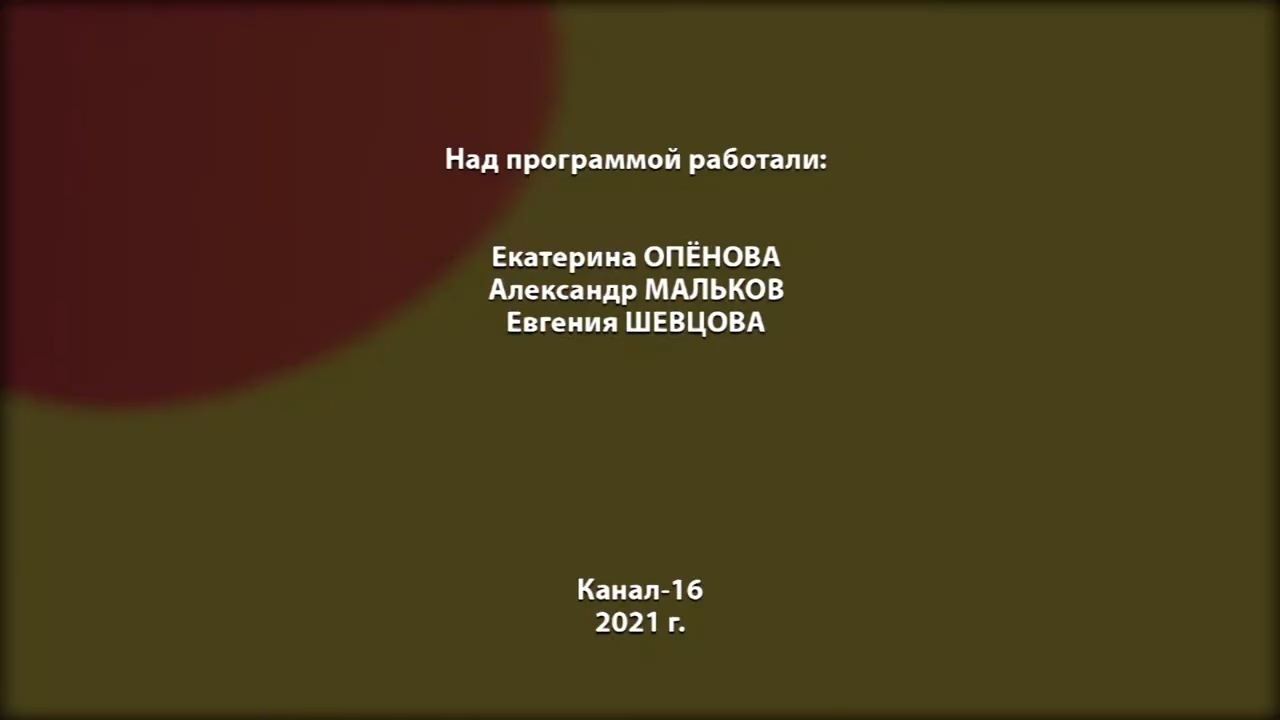 Над программой работали:
Екатерина ОПЁНОВА
Александр МАЛЬКОВ
Евгения ШЕВЦОВА
Канал-16
2021 г.